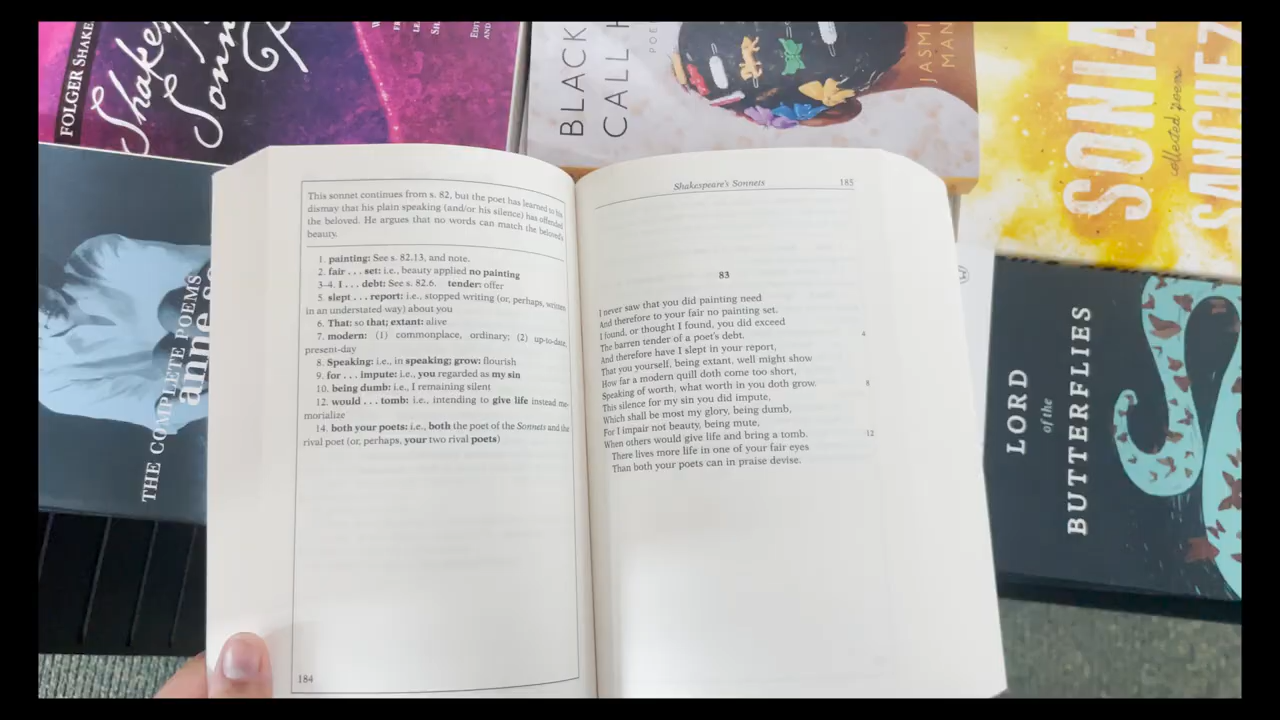 FOLGER SHAKE
Shake
Sonn
BLACK
CALL H
POE
JASMI
MAN
SONIA
SANCHEZ
collected poems
THE COMPLETE POEMS
anne se
LORD
of the
BUTTERFLIES
This sonnet continues from s. 82, but the poet has learned to his
dismay that his plain speaking (and/or his silence) has offended
the beloved. He argues that no words can match the beloved's
beauty.
1. painting: See s. 82.13, and note.
2. fair . . . set: i.e., beauty applied no painting
3–4. I . . . debt: See s. 82.6. tender: offer
5. slept . . . report: i.e., stopped writing (or, perhaps, written
in an understated way) about you
6. That: so that; extant: alive
7. modern: (1) commonplace, ordinary; (2) up-to-date,
present-day
8. Speaking: i.e., in speaking; grow: flourish
9. for . . . impute: i.e., you regarded as my sin
10. being dumb: i.e., I remaining silent
12. would . . . tomb: i.e., intending to give life instead me-
morialize
14. both your poets: i.e., both the poet of the Sonnets and the
rival poet (or, perhaps, your two rival poets)
184
Shakespeare's Sonnets 185
83
I never saw that you did painting need
And therefore to your fair no painting set.
I found, or thought I found, you did exceed
The barren tender of a poet's debt. 4
And therefore have I slept in your report,
That you yourself, being extant, well might show
How far a modern quill doth come too short,
Speaking of worth, what worth in you doth grow. 8
This silence for my sin you did impute,
Which shall be most my glory, being dumb,
For I impair not beauty, being mute,
When others would give life and bring a tomb. 12
There lives more life in one of your fair eyes
Than both your poets can in praise devise.